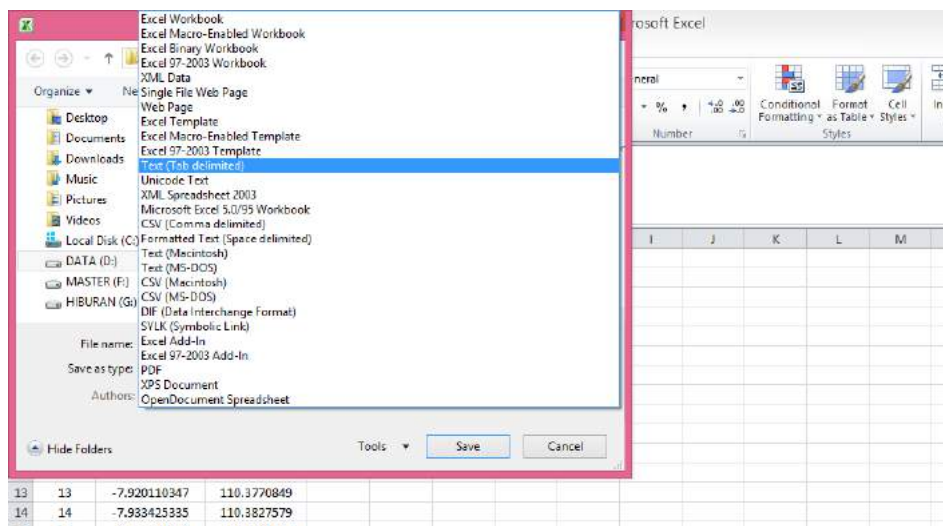 rosoft Excel
Excel Workbook
Excel Macro-Enabled Workbook
Excel Binary Workbook
Excel 97-2003 Workbook
XML Data
Single File Web Page
Web Page
Excel Template
Excel Macro-Enabled Template
Excel 97-2003 Template
Text (Tab delimited)
Unicode Text
XML Spreadsheet 2003
Microsoft Excel 5.0/95 Workbook
CSV (Comma delimited)
Formatted Text (Space delimited)
Text (Macintosh)
Text (MS-DOS)
CSV (Macintosh)
CSV (MS-DOS)
DIF (Data Interchange Format)
SYLK (Symbolic Link)
Excel Add-In
Excel 97-2003 Add-In
PDF
XPS Document
OpenDocument Spreadsheet
Organize Ne
Desktop
Documents
Downloads
Music
Pictures
Videos
Local Disk (C:)
DATA (D:)
MASTER (F:)
HIBURAN (G:)
File name:
Save as type:
Authors:
Hide Folders Tools Save Cancel
neral
% , .00 .00
Conditional Formatting Format as Table Cell Styles In
Number Styles
I J K L M
13 13 -7.920110347 110.3770849
14 14 -7.933425335 110.3827579